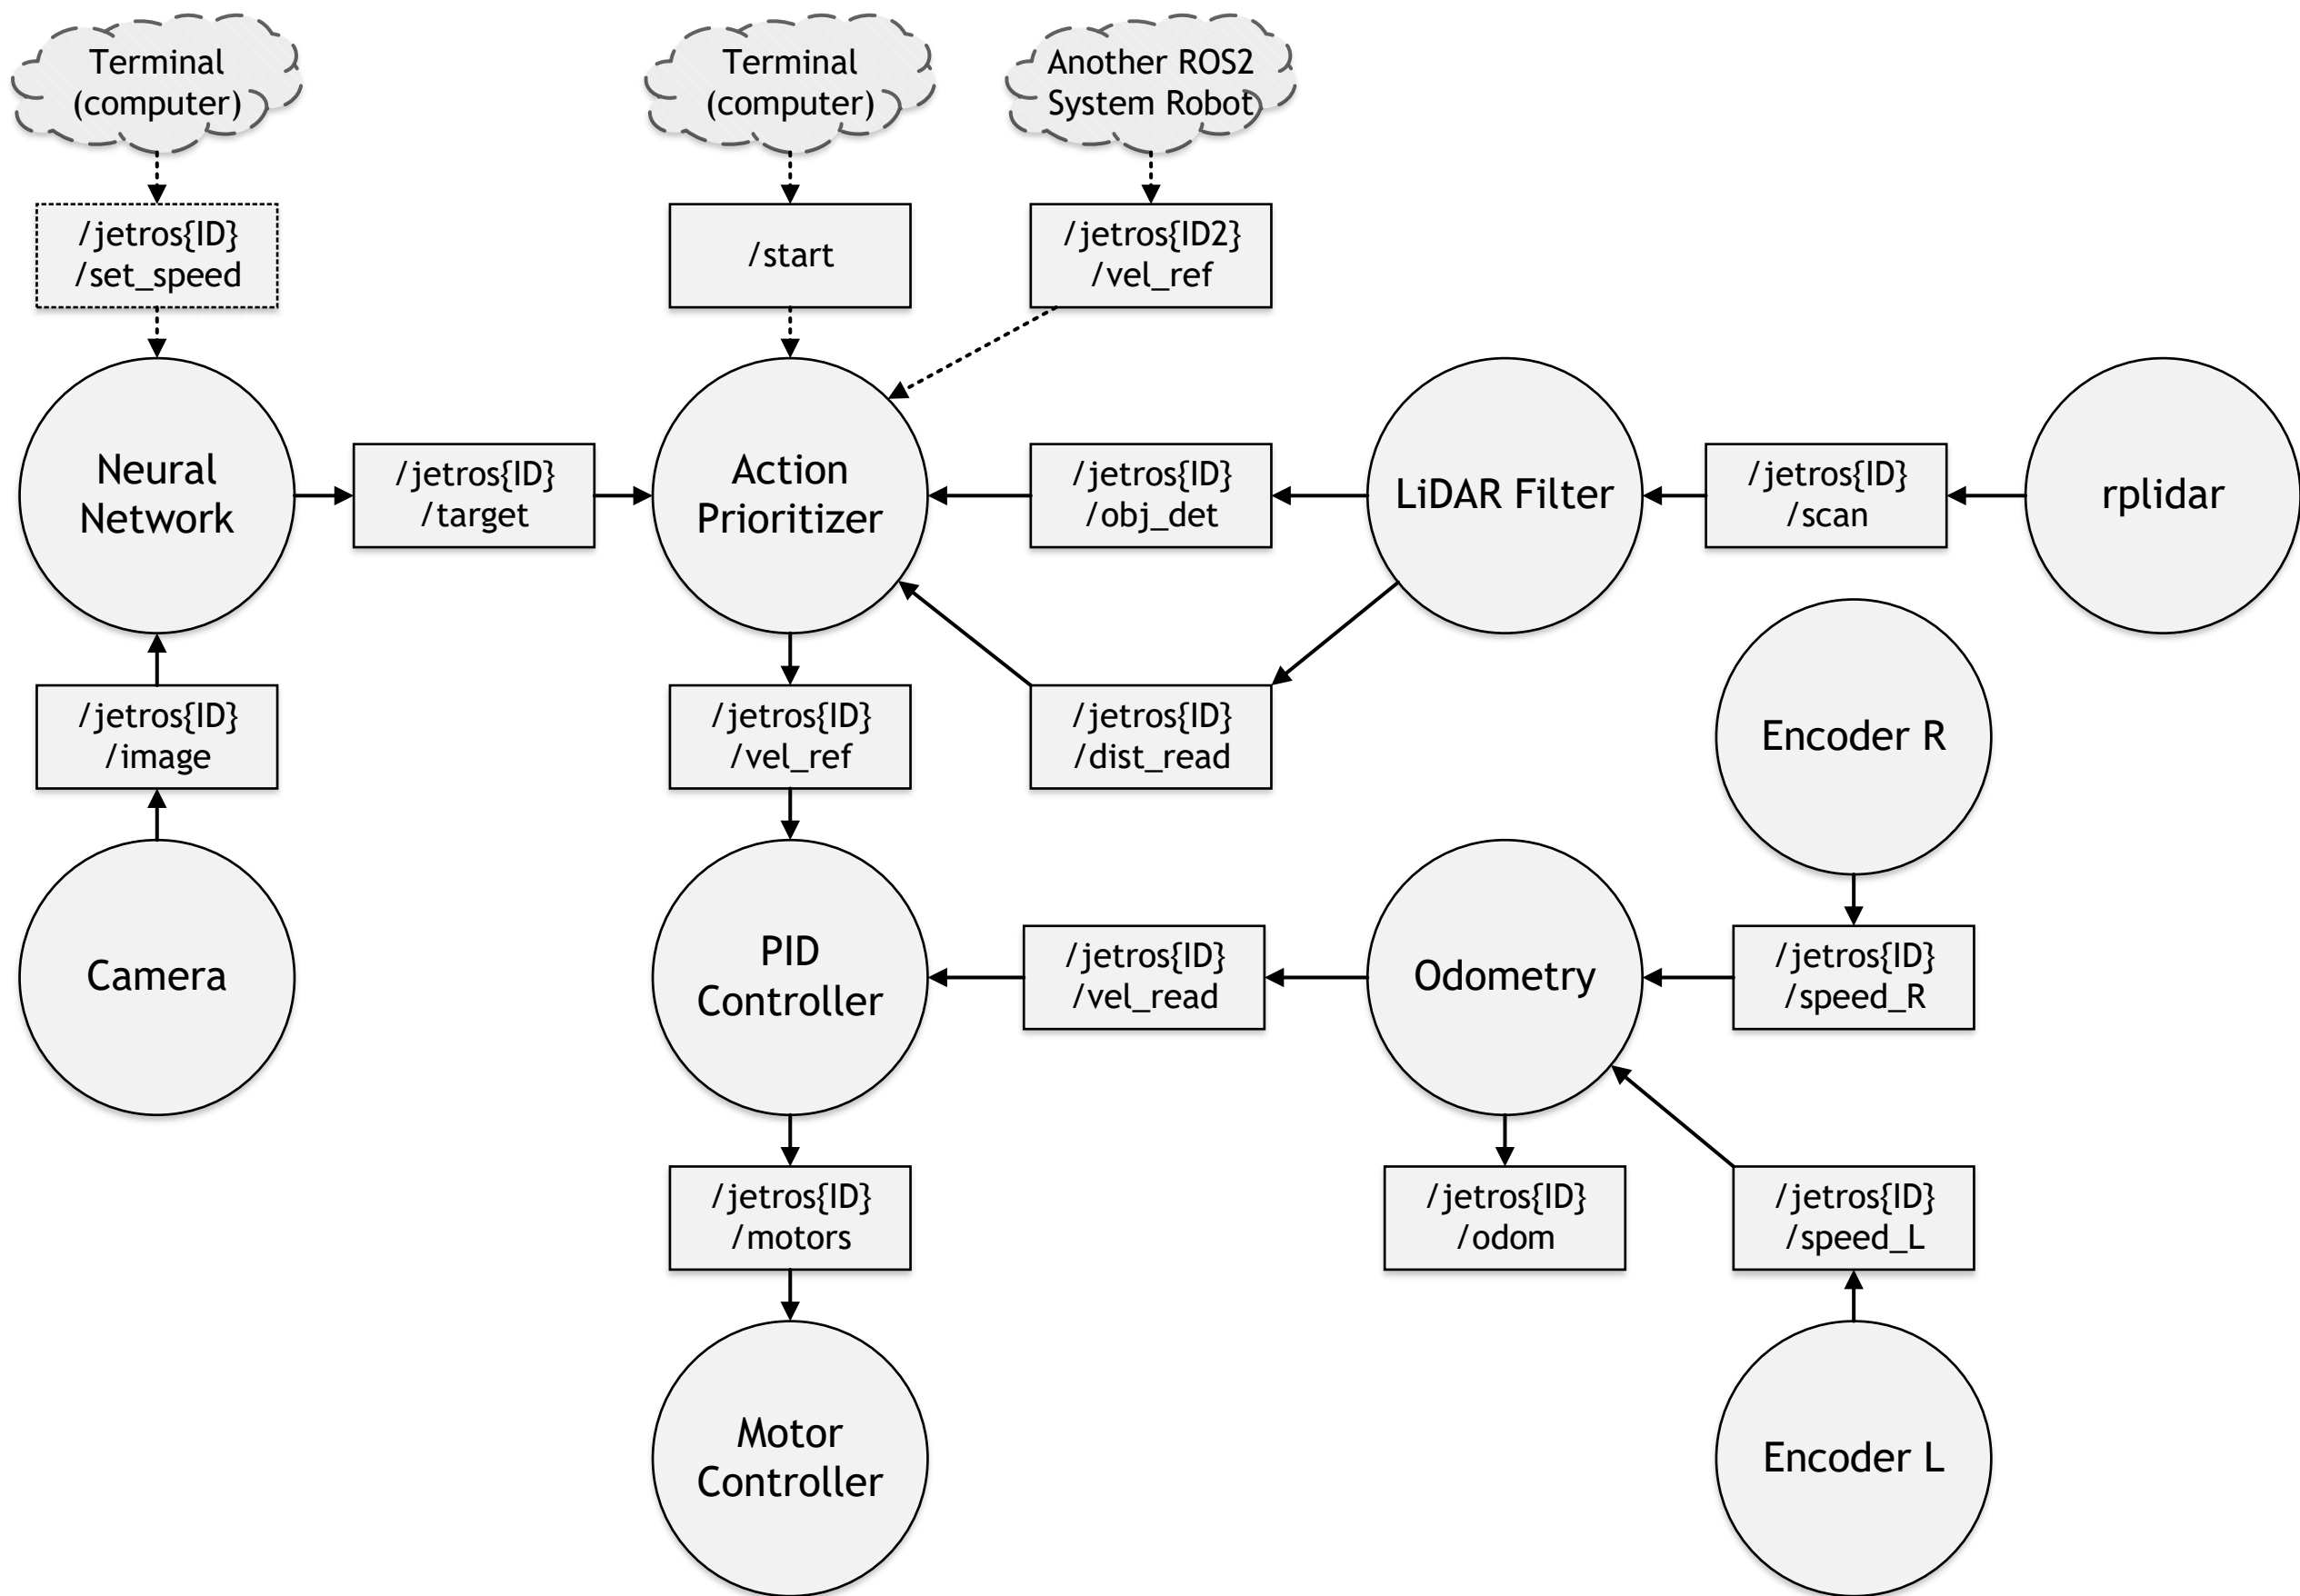 Terminal
(computer)
Terminal
(computer)
Another ROS2
System Robot
/jetros{ID}
/set_speed
/start
/jetros{ID2}
/vel_ref
Neural
Network
/jetros{ID}
/target
Action
Prioritizer
/jetros{ID}
/obj_det
LiDAR Filter
/jetros{ID}
/scan
rplidar
/jetros{ID}
/image
/jetros{ID}
/vel_ref
/jetros{ID}
/dist_read
Encoder R
Camera
PID
Controller
/jetros{ID}
/vel_read
Odometry
/jetros{ID}
/speed_R
/jetros{ID}
/motors
/jetros{ID}
/odom
/jetros{ID}
/speed_L
Motor
Controller
Encoder L